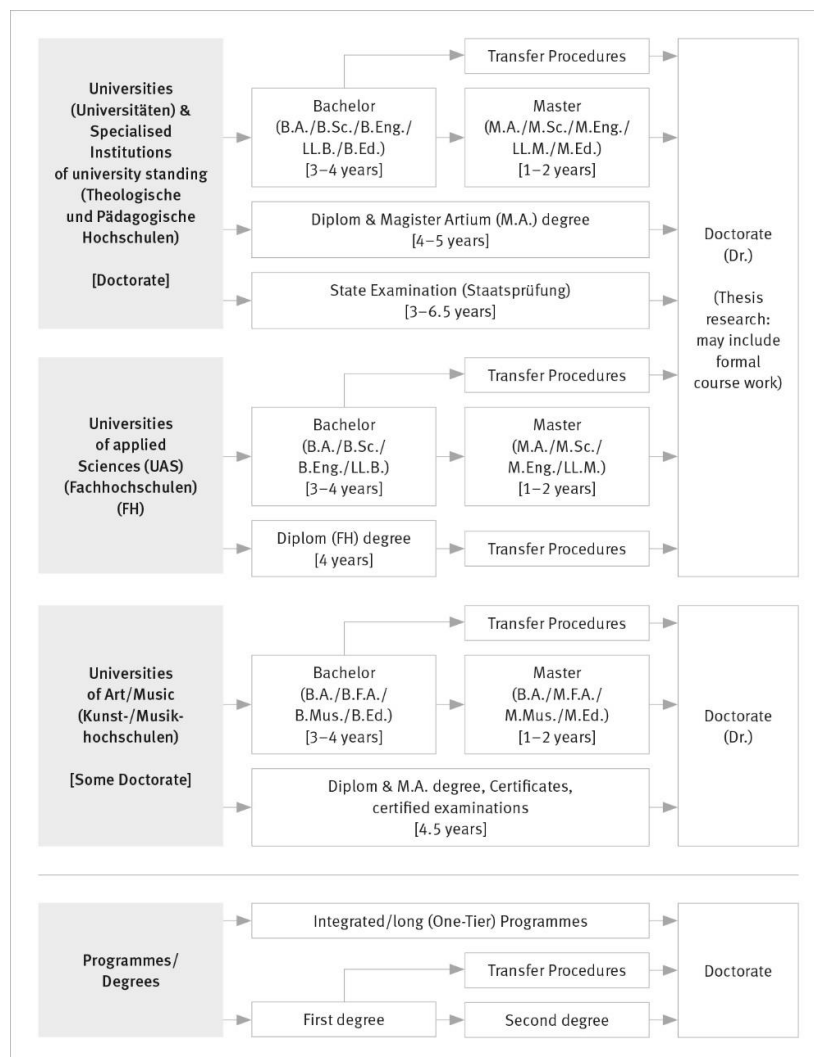 Universities
(Universitäten) &
Specialised
Institutions
of university standing
(Theologische
und Pädagogische
Hochschulen)
[Doctorate]
Transfer Procedures
Bachelor
(B.A./B.Sc./B.Eng./
LL.B./B.Ed.)
[3–4 years]
Master
(M.A./M.Sc./M.Eng./
LL.M./M.Ed.)
[1–2 years]
Diplom & Magister Artium (M.A.) degree
[4–5 years]
State Examination (Staatsprüfung)
[3–6.5 years]
Doctorate
(Dr.)
(Thesis
research:
may include
formal
course work)
Universities
of applied
Sciences (UAS)
(Fachhochschulen)
(FH)
Transfer Procedures
Bachelor
(B.A./B.Sc./
B.Eng./LL.B.)
[3–4 years]
Master
(M.A./M.Sc./
M.Eng./LL.M.)
[1–2 years]
Diplom (FH) degree
[4 years]
Transfer Procedures
Universities
of Art/Music
(Kunst-/Musik-
hochschulen)
[Some Doctorate]
Transfer Procedures
Bachelor
(B.A./B.F.A./
B.Mus./B.Ed.)
[3–4 years]
Master
(B.A./M.F.A./
M.Mus./M.Ed.)
[1–2 years]
Diplom & M.A. degree, Certificates,
certified examinations
[4.5 years]
Doctorate
(Dr.)
Programmes/
Degrees
Integrated/long (One-Tier) Programmes
Transfer Procedures
First degree
Second degree
Doctorate